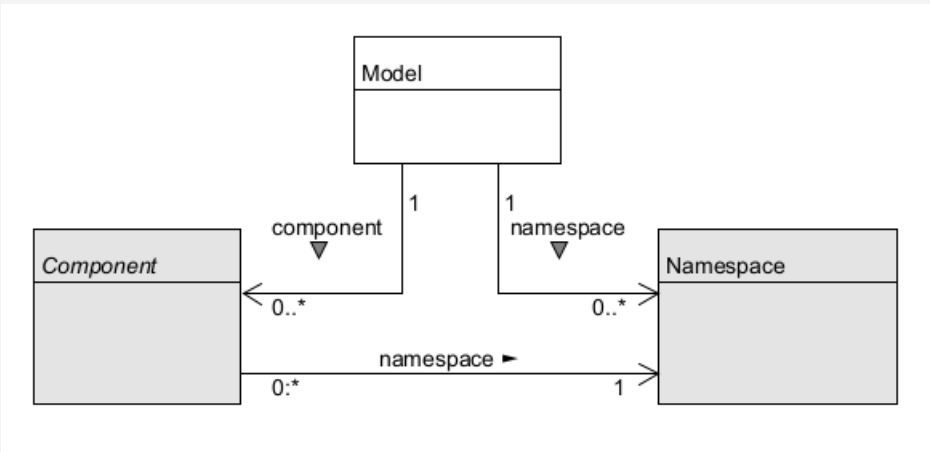 Model
1
1
component
namespace
Component
Namespace
0..*
0..*
namespace
0:*
1